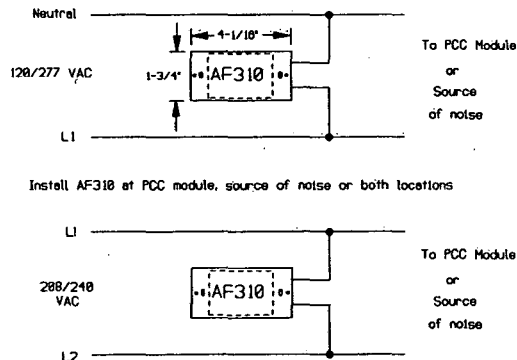 Neutral
4-1/18"
To PCC Module
120/277 VAC
1-3/4"
AF310
or
Source
of noise
L1
Install AF310 at PCC module, source of noise or both locations
L1
To PCC Module
208/240
VAC
AF310
or
Source
of noise
L2